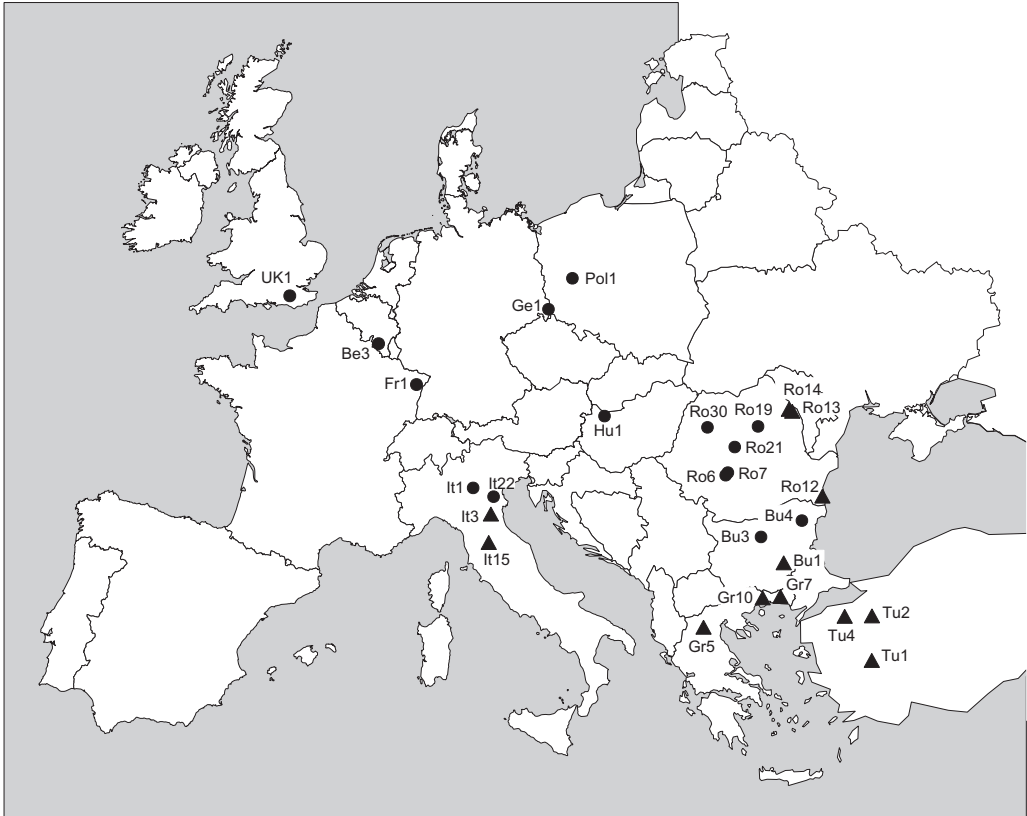 UK1
Pol1
Ge1
Be3
Fr1
Ro14
Ro30
Ro19
Ro13
Hu1
Ro21
Ro6
Ro7
It1
It22
Ro12
It3
Bu4
Bu3
It15
Bu1
Gr7
Gr10
Tu2
Tu4
Gr5
Tu1